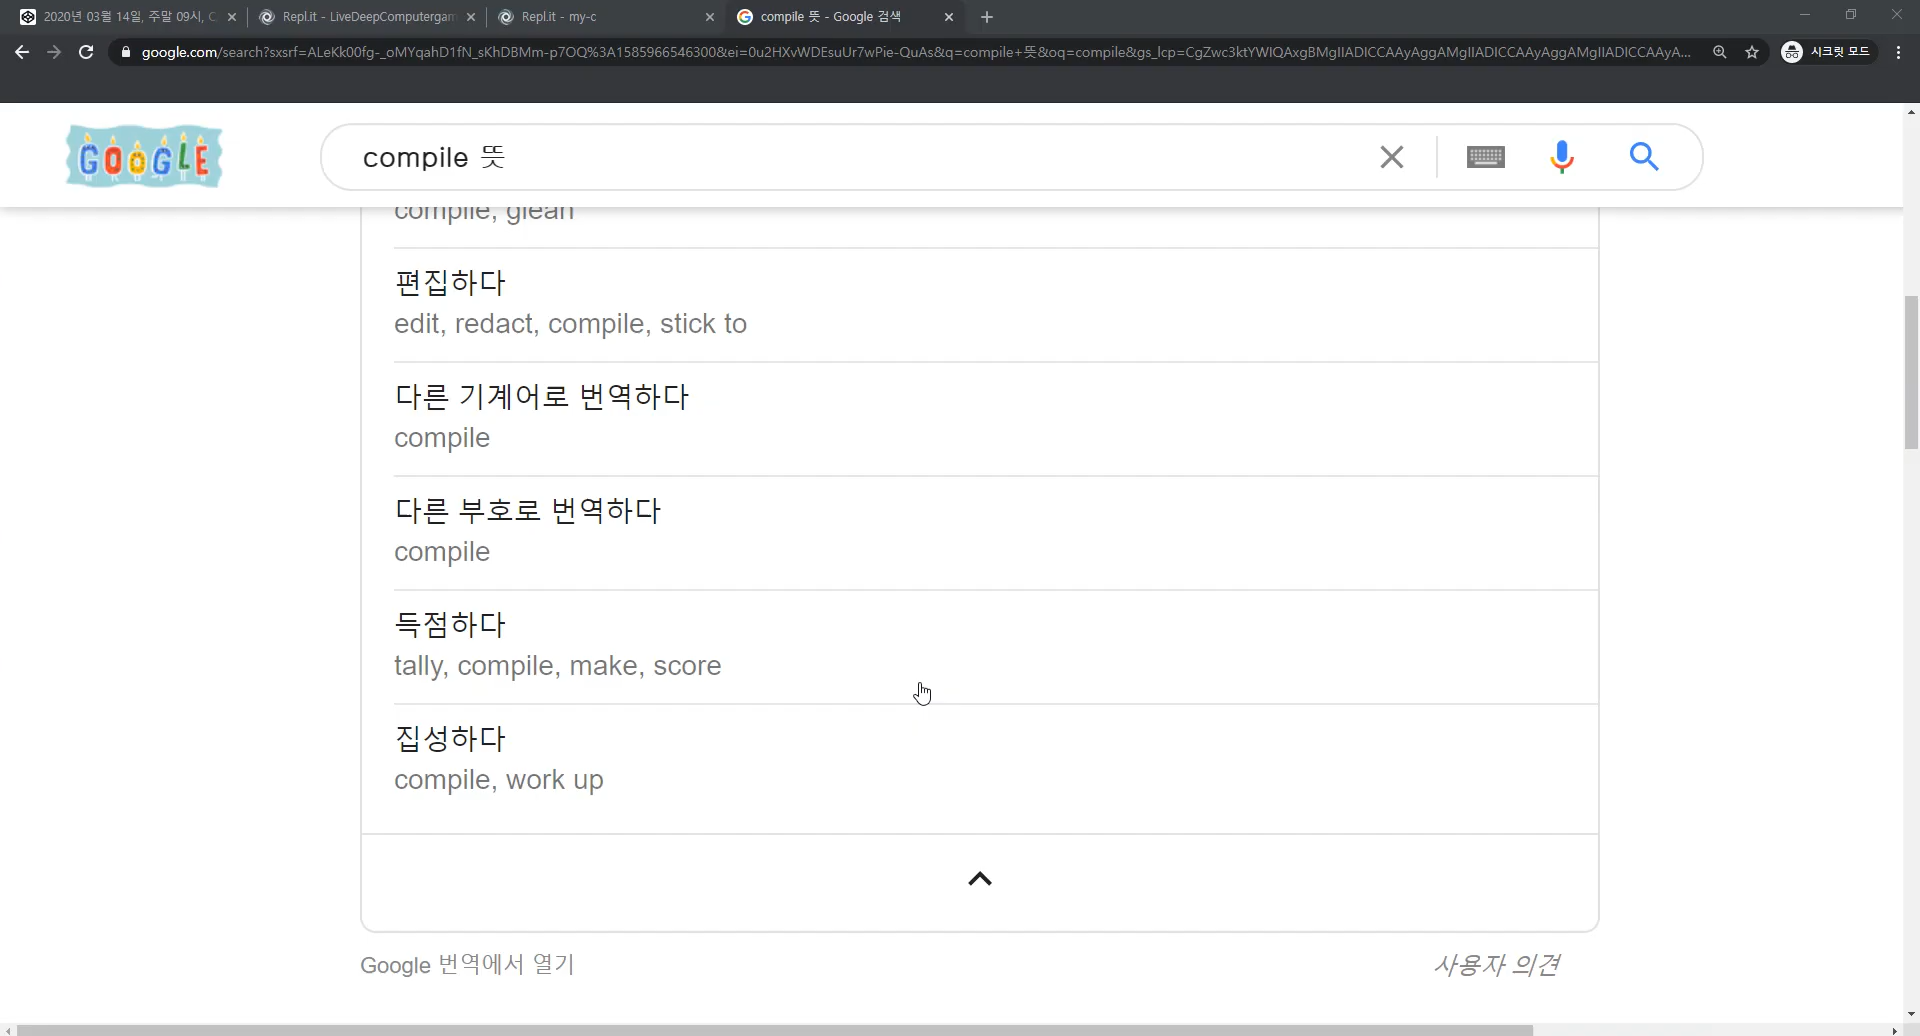 2020년 03월 14일, 주말 09시, C
Repl.it - LiveDeepComputergam
Repl.it - my-c
compile 뜻 - Google 검색
google.com/search?sxsrf=ALeKk00fg-_oMYqahD1fN_sKhDBMm-p7OQ%3A1585966546300&ei=0u2HXvWDEsuUr7wPie-QuAs&q=compile+뜻&oq=compile&gs_lcp=CgZwc3ktYWIQAxgBMgIIADICCAAyAggAMgIIADICCAAyAggAMgIIADICCAAyA...
시크릿 모드
GOOGLE
compile 뜻
compile, glean
편집하다
edit, redact, compile, stick to
다른 기계어로 번역하다
compile
다른 부호로 번역하다
compile
득점하다
tally, compile, make, score
집성하다
compile, work up
Google 번역에서 열기
사용자 의견